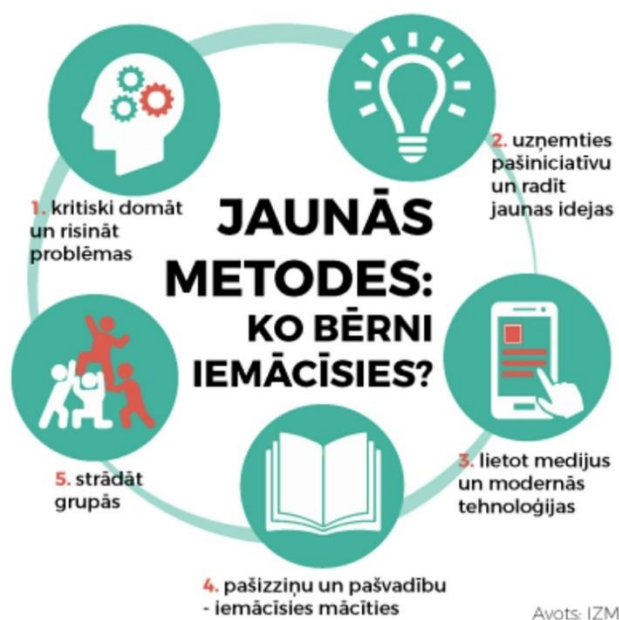 JAUNĀS
METODES:
KO BĒRNI
IEMĀCĪSIES?
1. kritiski domāt
un risināt
problēmas
2. uzņemties
pašiniciatīvu
un radīt
jaunas idejas
3. lietot medijus
un modernās
tehnoloģijas
4. pašizziņu un pašvadību
- iemācīsies mācīties
5. strādāt
grupās
Avots: IZM